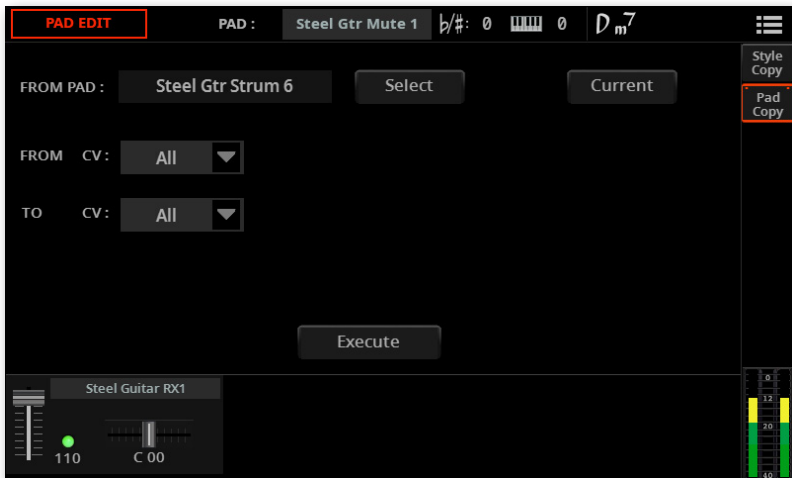 PAD EDIT PAD : Steel Gtr Mute 1 ♭/#: 0 0 D m7
Style
Copy
FROM PAD : Steel Gtr Strum 6 Select Current
Pad
Copy
FROM CV : All
TO CV : All
Execute
Steel Guitar RX1
110 C 00
0
12
20
40